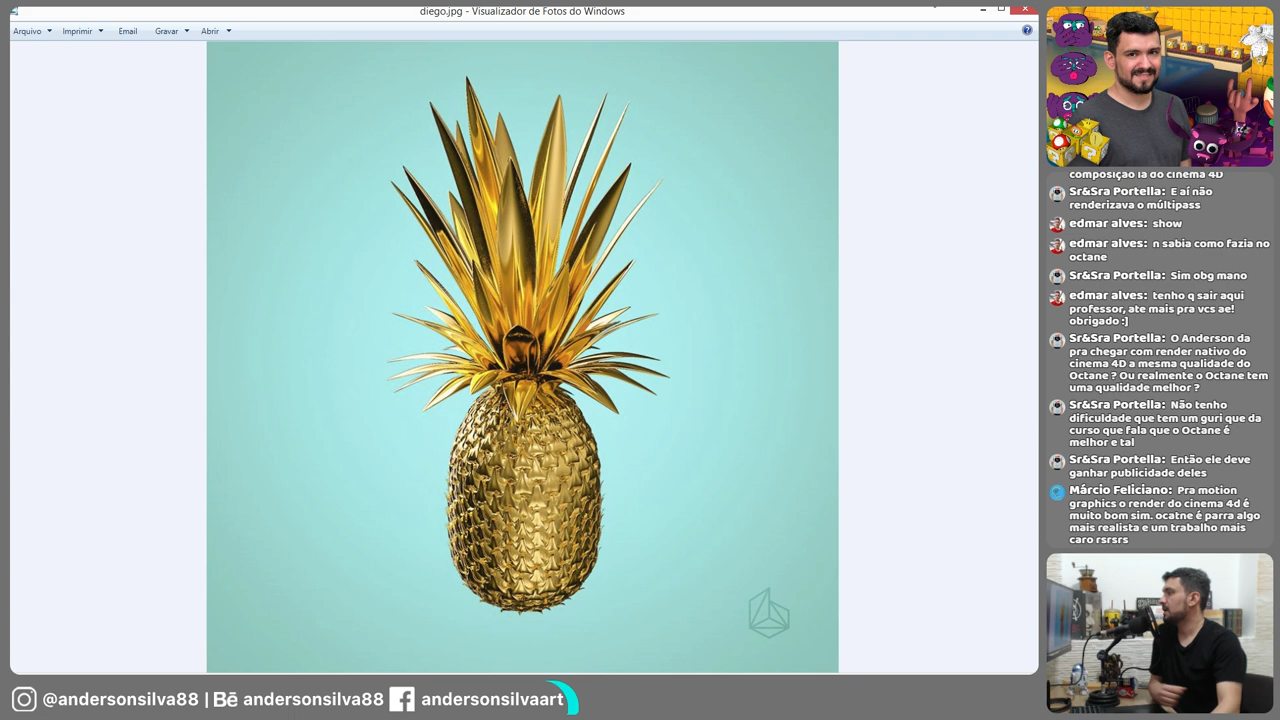 diego.jpg - Visualizador de Fotos do Windows
Arquivo Imprimir Email Gravar Abrir
composição la do cinema 4D
Sr&Sra Portella: E aí não
renderizava o múltipass
edmar alves: show
edmar alves: n sabia como fazia no
octane
Sr&Sra Portella: Sim obg mano
edmar alves: tenho q sair aqui
professor, ate mais pra vcs ae!
obrigado :]
Sr&Sra Portella: O Anderson da
pra chegar com render nativo do
cinema 4D a mesma qualidade do
Octane ? Ou realmente o Octane tem
uma qualidade melhor ?
Sr&Sra Portella: Não tenho
dificuldade que tem um guri que da
curso que fala que o Octane é
melhor e tal
Sr&Sra Portella: Então ele deve
ganhar publicidade deles
Márcio Feliciano: Pra motion
graphics o render do cinema 4d é
muito bom sim. ocatne é parra algo
mais realista e um trabalho mais
caro rsrsrs
@andersonsilva88 | Bē andersonsilva88 andersonsilvaart